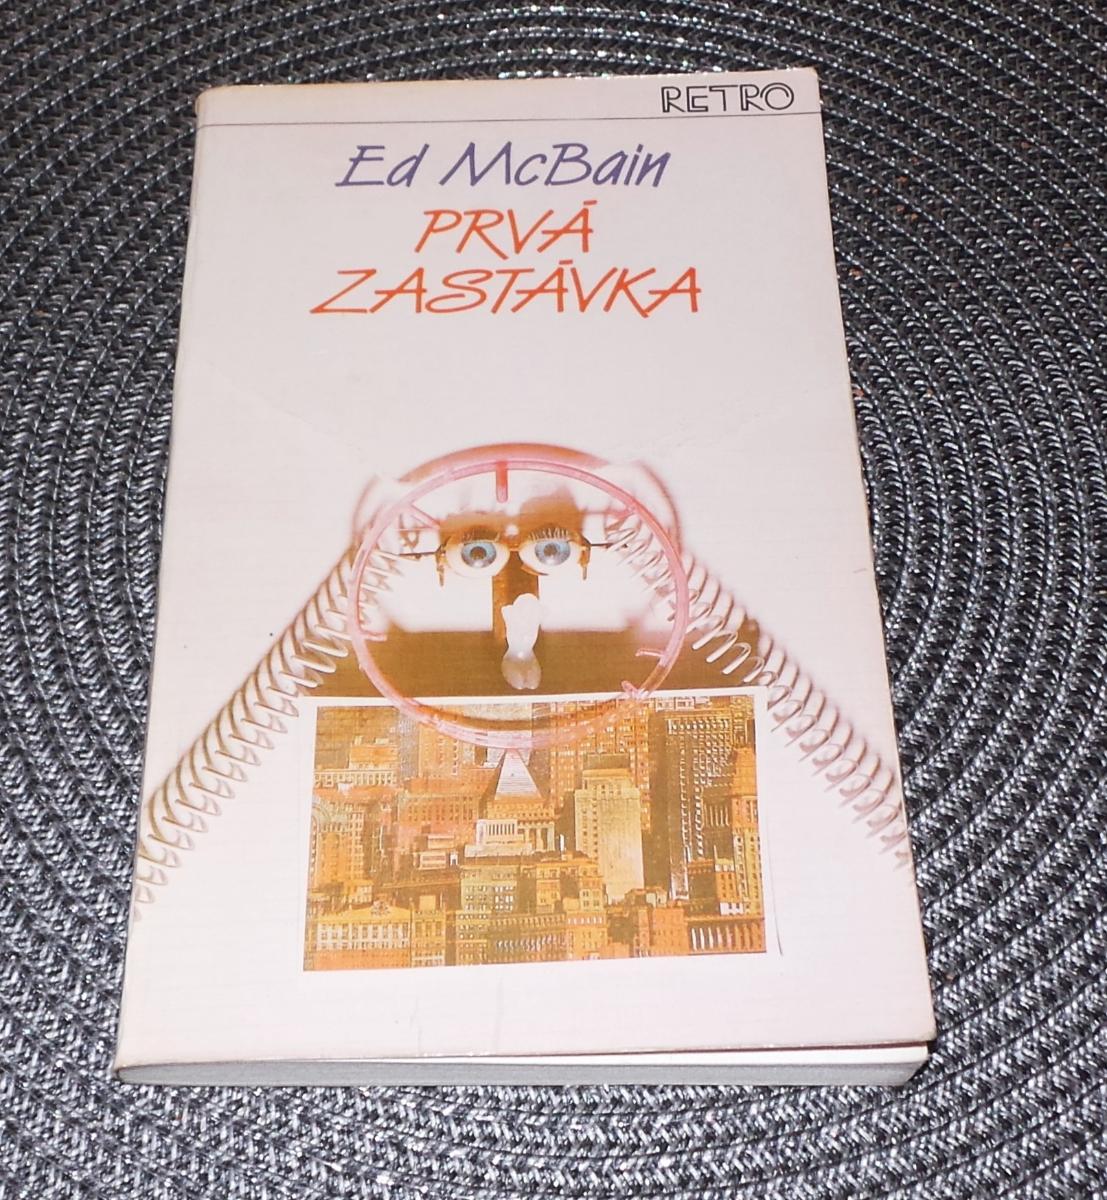 RETRO
Ed McBain
PRVÁ
ZASTÁVKA